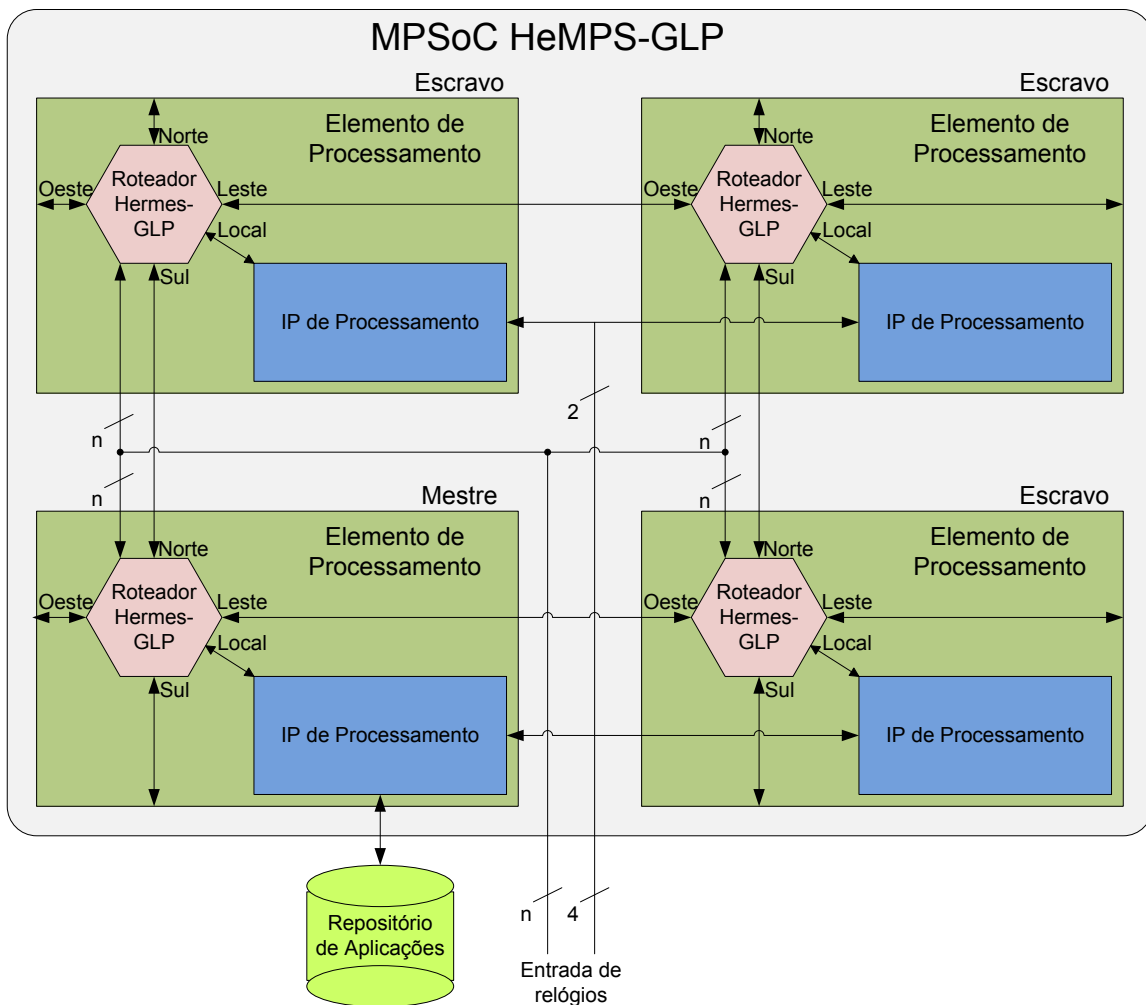 MPSoC HeMPS-GLP
Escravo
Elemento de
Processamento
Norte
Oeste
Roteador
Hermes-
GLP
Leste
Local
Sul
IP de Processamento
Escravo
Elemento de
Processamento
Norte
Oeste
Roteador
Hermes-
GLP
Leste
Local
Sul
IP de Processamento
2
n
n
n
n
Mestre
Elemento de
Processamento
Norte
Oeste
Roteador
Hermes-
GLP
Leste
Local
Sul
IP de Processamento
Escravo
Elemento de
Processamento
Norte
Oeste
Roteador
Hermes-
GLP
Leste
Local
Sul
IP de Processamento
Repositório
de Aplicações
n
4
Entrada de
relógios